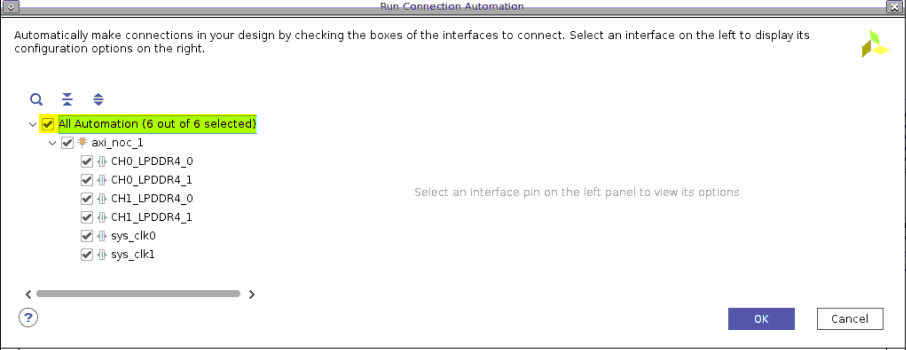 Run Connection Automation
Automatically make connections in your design by checking the boxes of the interfaces to connect. Select an interface on the left to display its
configuration options on the right.
All Automation (6 out of 6 selected)
axi_noc_1
CH0_LPDDR4_0
CH0_LPDDR4_1
CH1_LPDDR4_0
CH1_LPDDR4_1
sys_clk0
sys_clk1
Select an interface pin on the left panel to view its options
?
OK
Cancel